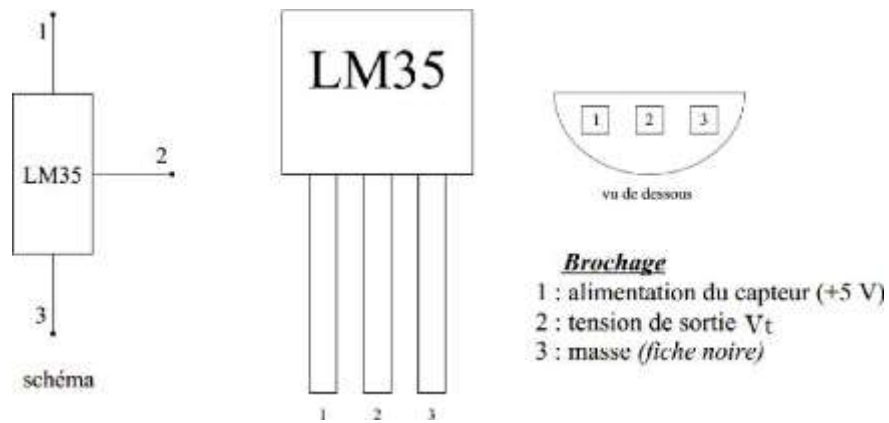 1
LM35
2
3
schéma
LM35
1 2 3
1 2 3
vu de dessous
Brochage
1 : alimentation du capteur (+5 V)
2 : tension de sortie Vt
3 : masse (fiche noire)